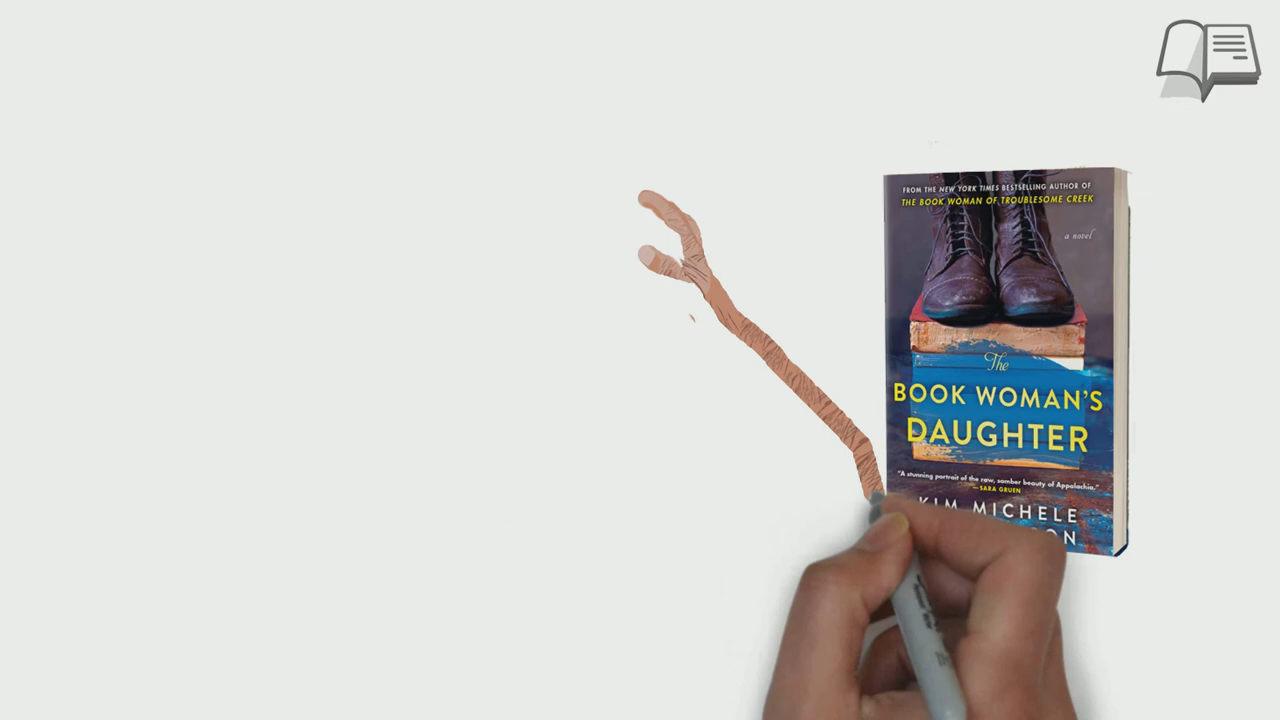 FROM THE NEW YORK TIMES BESTSELLING AUTHOR OF
THE BOOK WOMAN OF TROUBLESOME CREEK
a novel
The
BOOK WOMAN'S
DAUGHTER
"A stunning portrait of the raw, somber beauty of Appalachia."
—SARA GRUEN
KIM MICHELE